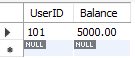 UserID Balance
101 5000.00
NULL NULL